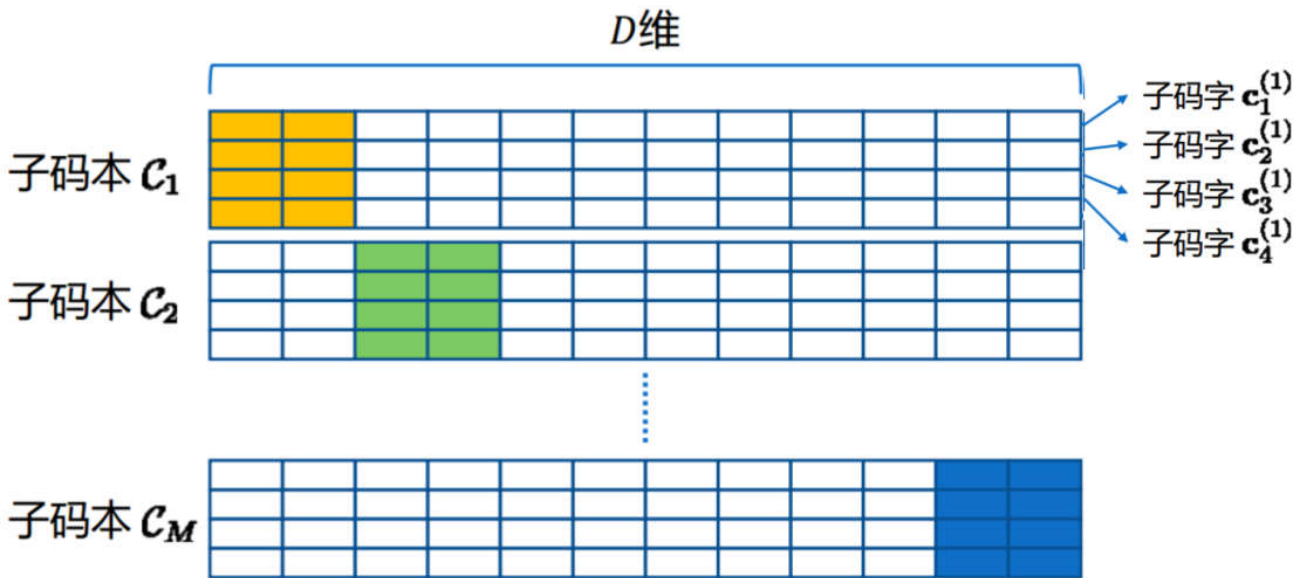 D维
子码本 𝒞₁
子码字 𝐜₁⁽¹⁾
子码字 𝐜₂⁽¹⁾
子码字 𝐜₃⁽¹⁾
子码字 𝐜₄⁽¹⁾
子码本 𝒞₂
子码本 𝒞_M